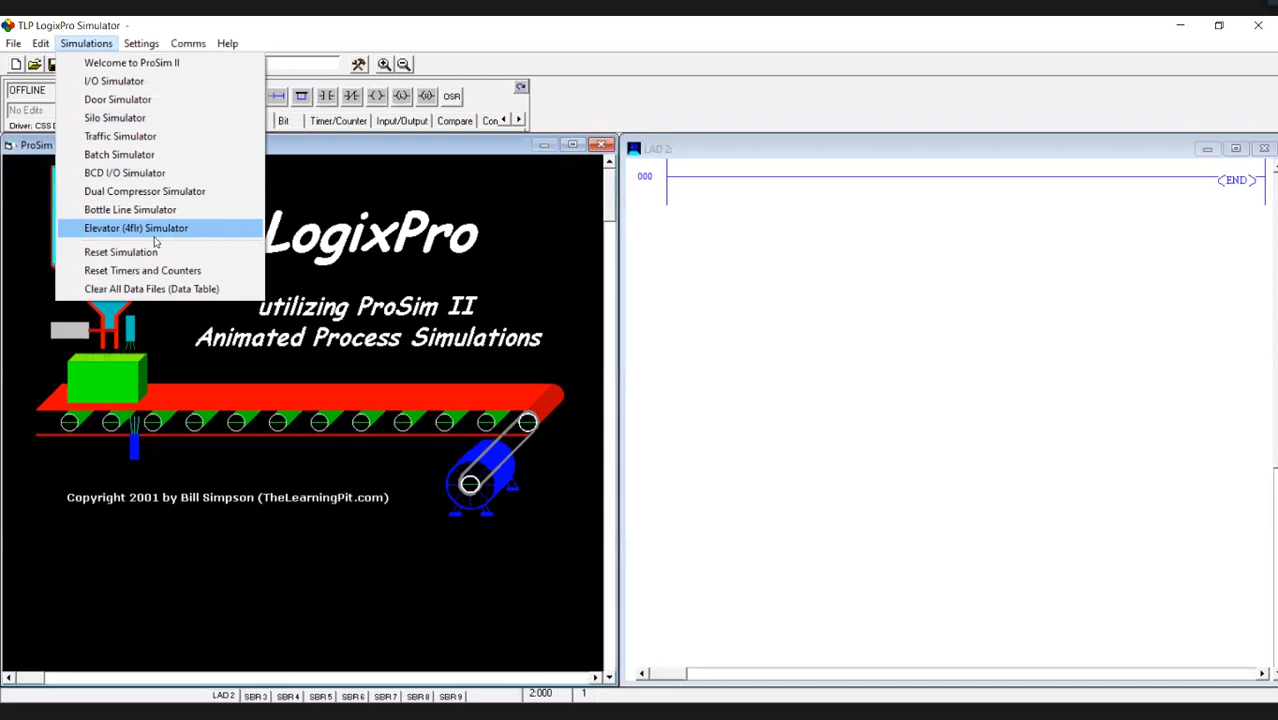 TLP LogixPro Simulator -
File Edit Simulations Settings Comms Help
Welcome to ProSim II
I/O Simulator
Door Simulator
Silo Simulator
Traffic Simulator
Batch Simulator
BCD I/O Simulator
Dual Compressor Simulator
Bottle Line Simulator
Elevator (4flr) Simulator
Reset Simulation
Reset Timers and Counters
Clear All Data Files (Data Table)
OFFLINE
No Edits
Driver: CSS D
OSR
Bit Timer/Counter Input/Output Compare Con
ProSim
LogixPro
utilizing ProSim II
Animated Process Simulations
Copyright 2001 by Bill Simpson (TheLearningPit.com)
LAD 2:
000
END
LAD 2 SBR 3 SBR 4 SBR 5 SBR 6 SBR 7 SBR 8 SBR 9 2:000 1